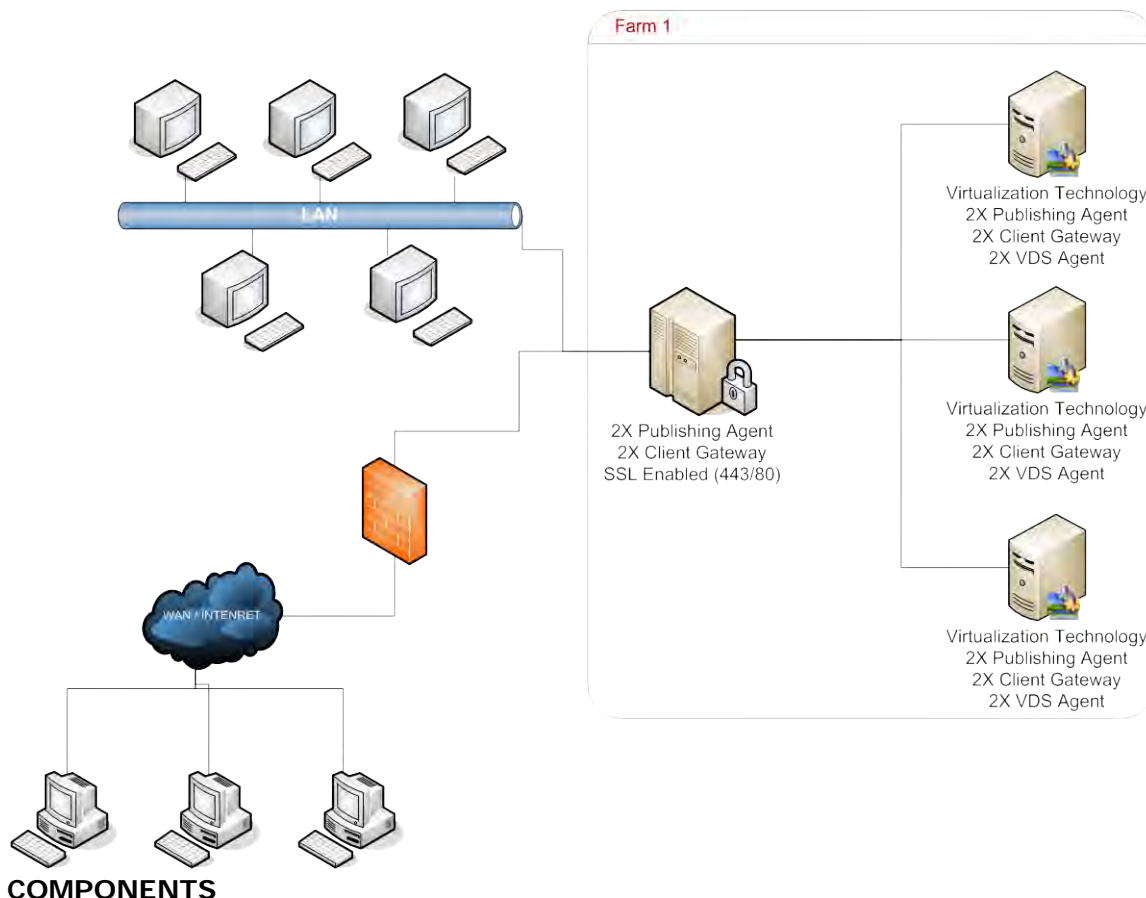 Farm 1
LAN
Virtualization Technology
2X Publishing Agent
2X Client Gateway
2X VDS Agent
2X Publishing Agent
2X Client Gateway
SSL Enabled (443/80)
Virtualization Technology
2X Publishing Agent
2X Client Gateway
2X VDS Agent
WAN / INTENRET
Virtualization Technology
2X Publishing Agent
2X Client Gateway
2X VDS Agent
COMPONENTS